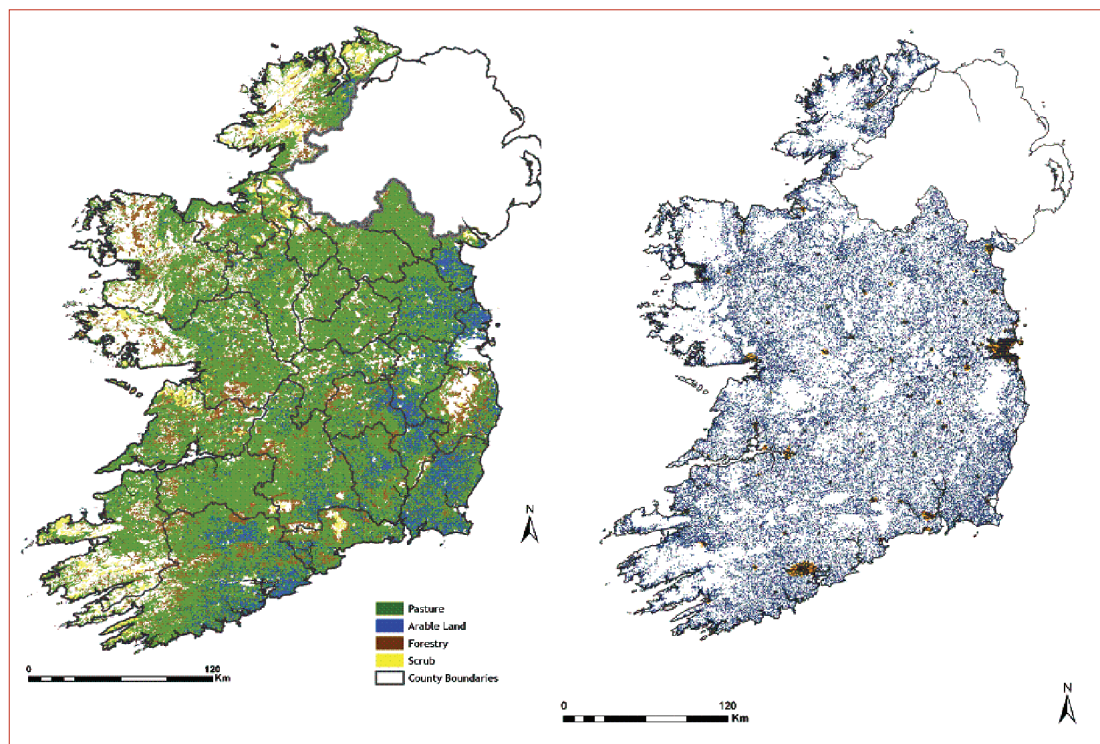 N
Pasture
Arable Land
Forestry
Scrub
County Boundaries
0 120
Km
N
0 120
Km